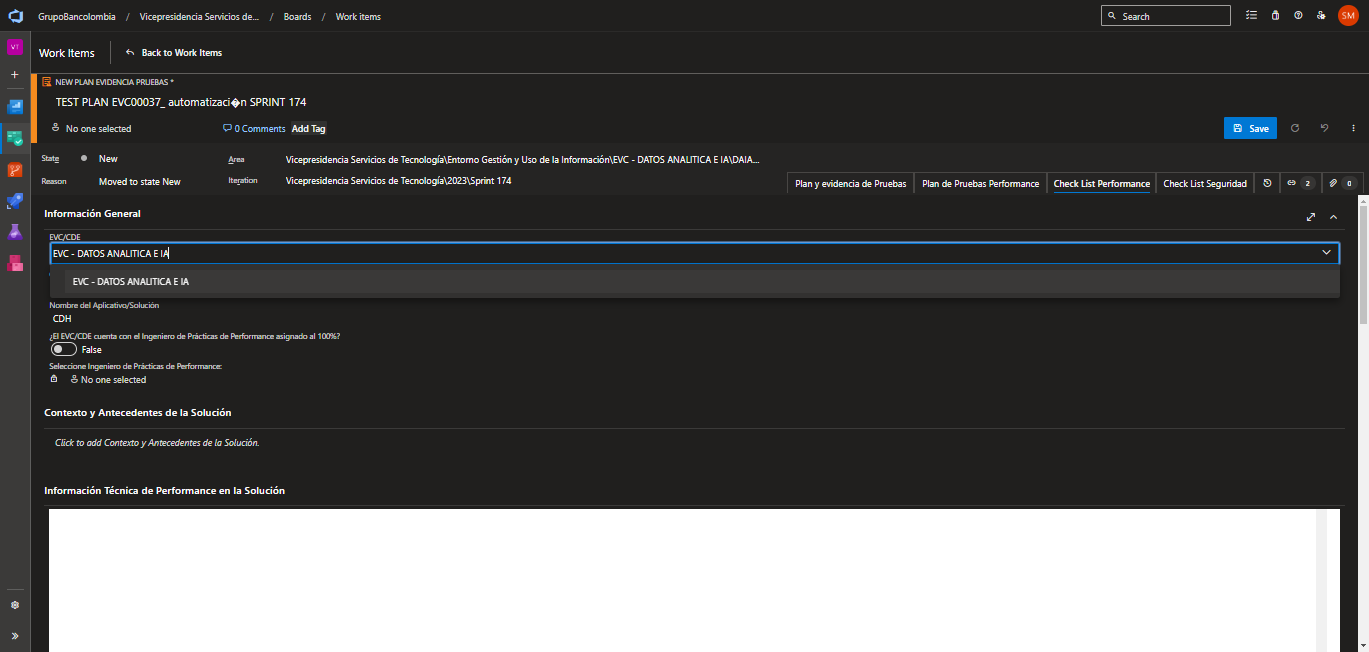 GrupoBancolombia / Vicepresidencia Servicios de... / Boards / Work items
Search
SM
VT
Work Items
Back to Work Items
NEW PLAN EVIDENCIA PRUEBAS *
TEST PLAN EVC00037_ automatizaci�n SPRINT 174
No one selected
0 Comments
Add Tag
Save
State
New
Area
Vicepresidencia Servicios de Tecnología\Entorno Gestión y Uso de la Información\EVC - DATOS ANALITICA E IA\DAIA...
Reason
Moved to state New
Iteration
Vicepresidencia Servicios de Tecnología\2023\Sprint 174
Plan y evidencia de Pruebas
Plan de Pruebas Performance
Check List Performance
Check List Seguridad
2
0
Información General
EVC/CDE
EVC - DATOS ANALITICA E IA
EVC - DATOS ANALITICA E IA
Nombre del Aplicativo/Solución
CDH
¿El EVC/CDE cuenta con el Ingeniero de Prácticas de Performance asignado al 100%?
False
Seleccione Ingeniero de Prácticas de Performance:
No one selected
Contexto y Antecedentes de la Solución
Click to add Contexto y Antecedentes de la Solución.
Información Técnica de Performance en la Solución